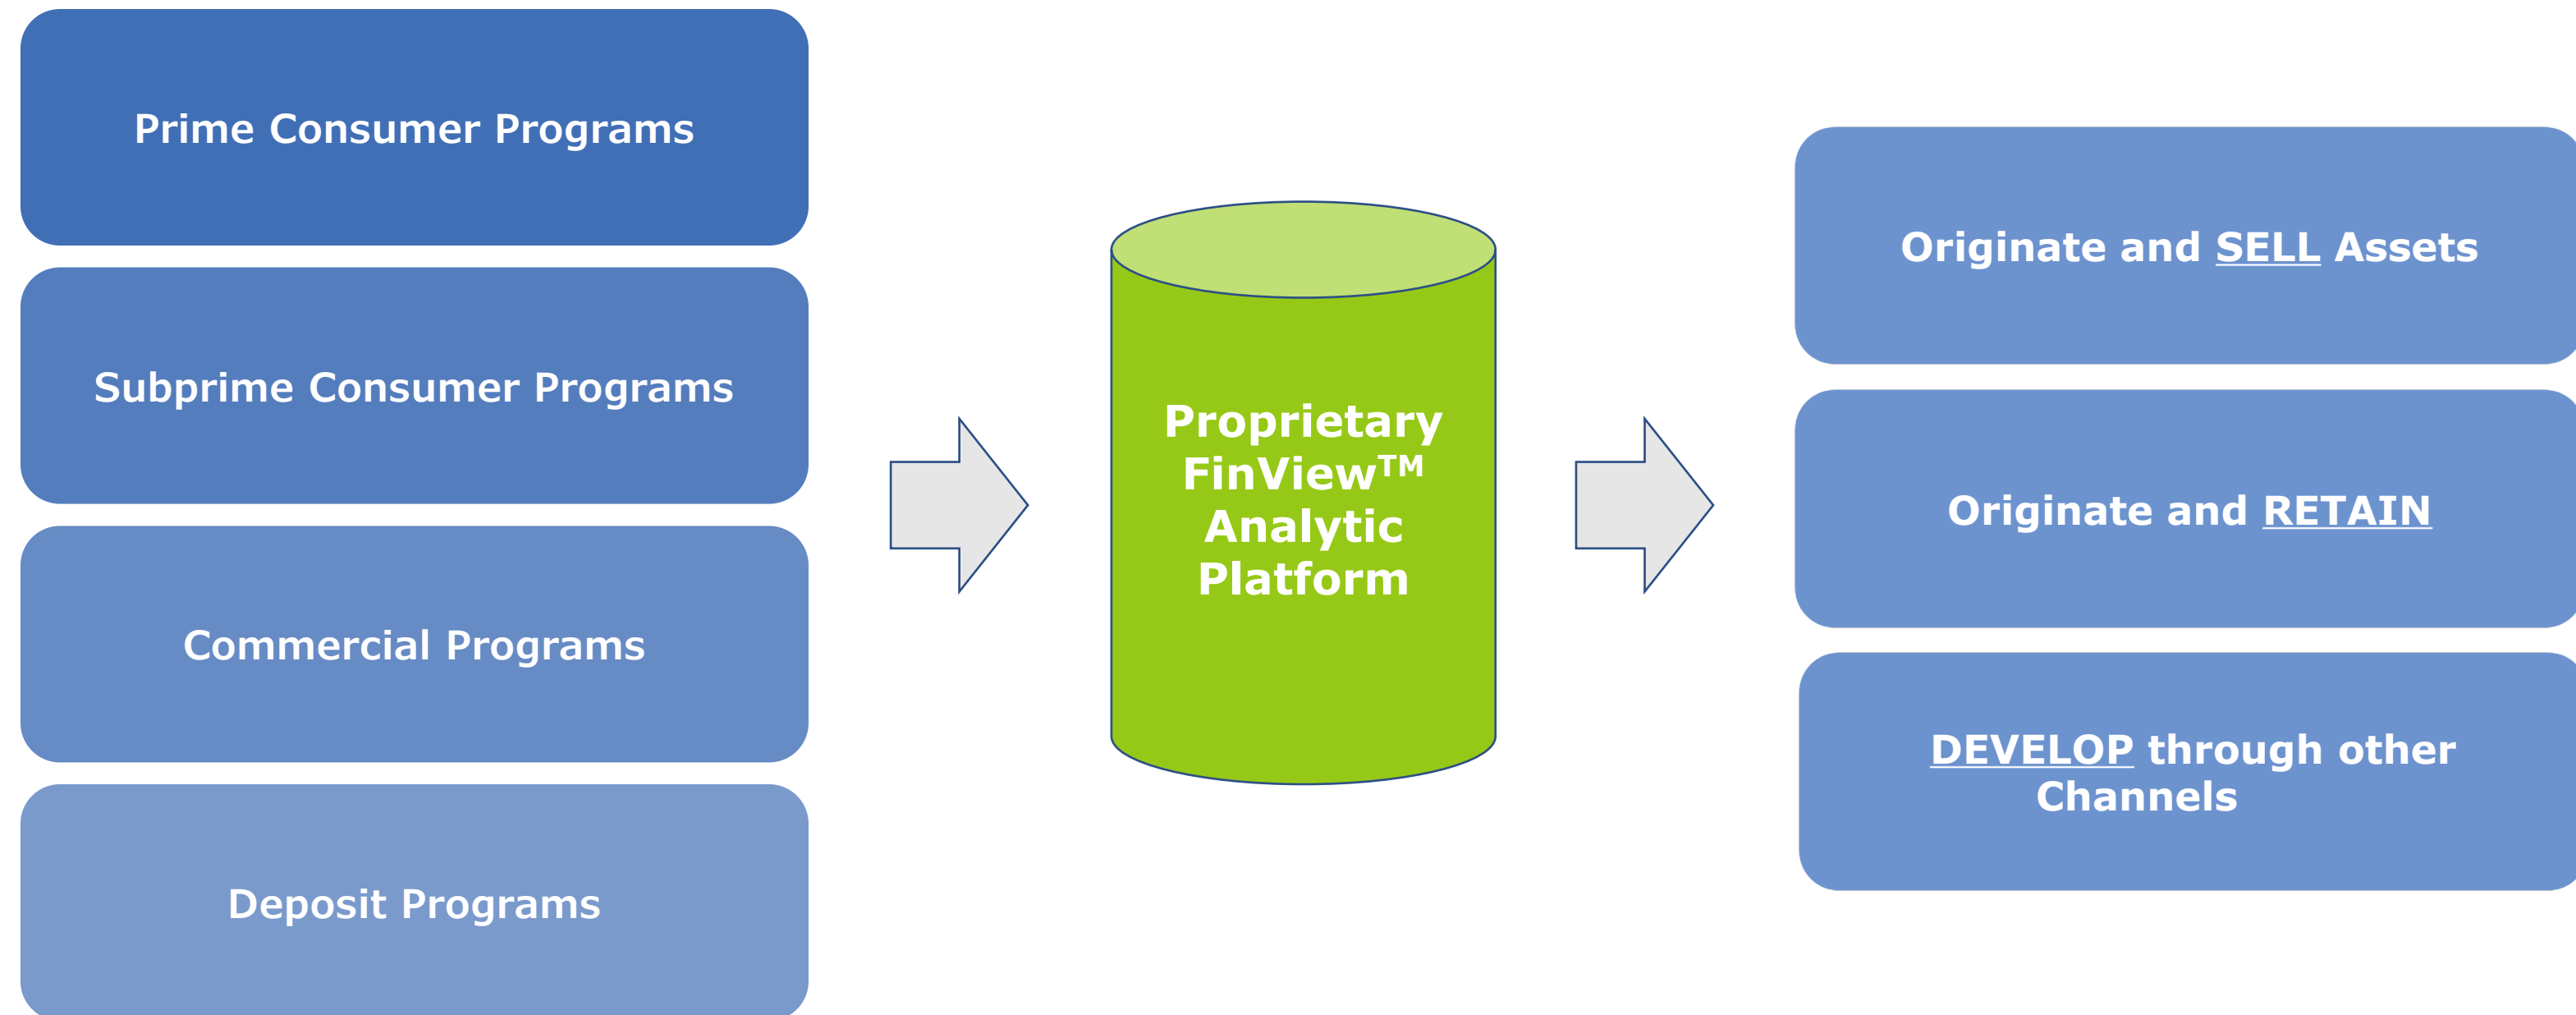 Prime Consumer Programs
Subprime Consumer Programs
Commercial Programs
Deposit Programs
Proprietary
FinView™
Analytic
Platform
Originate and SELL Assets
Originate and RETAIN
DEVELOP through other
Channels